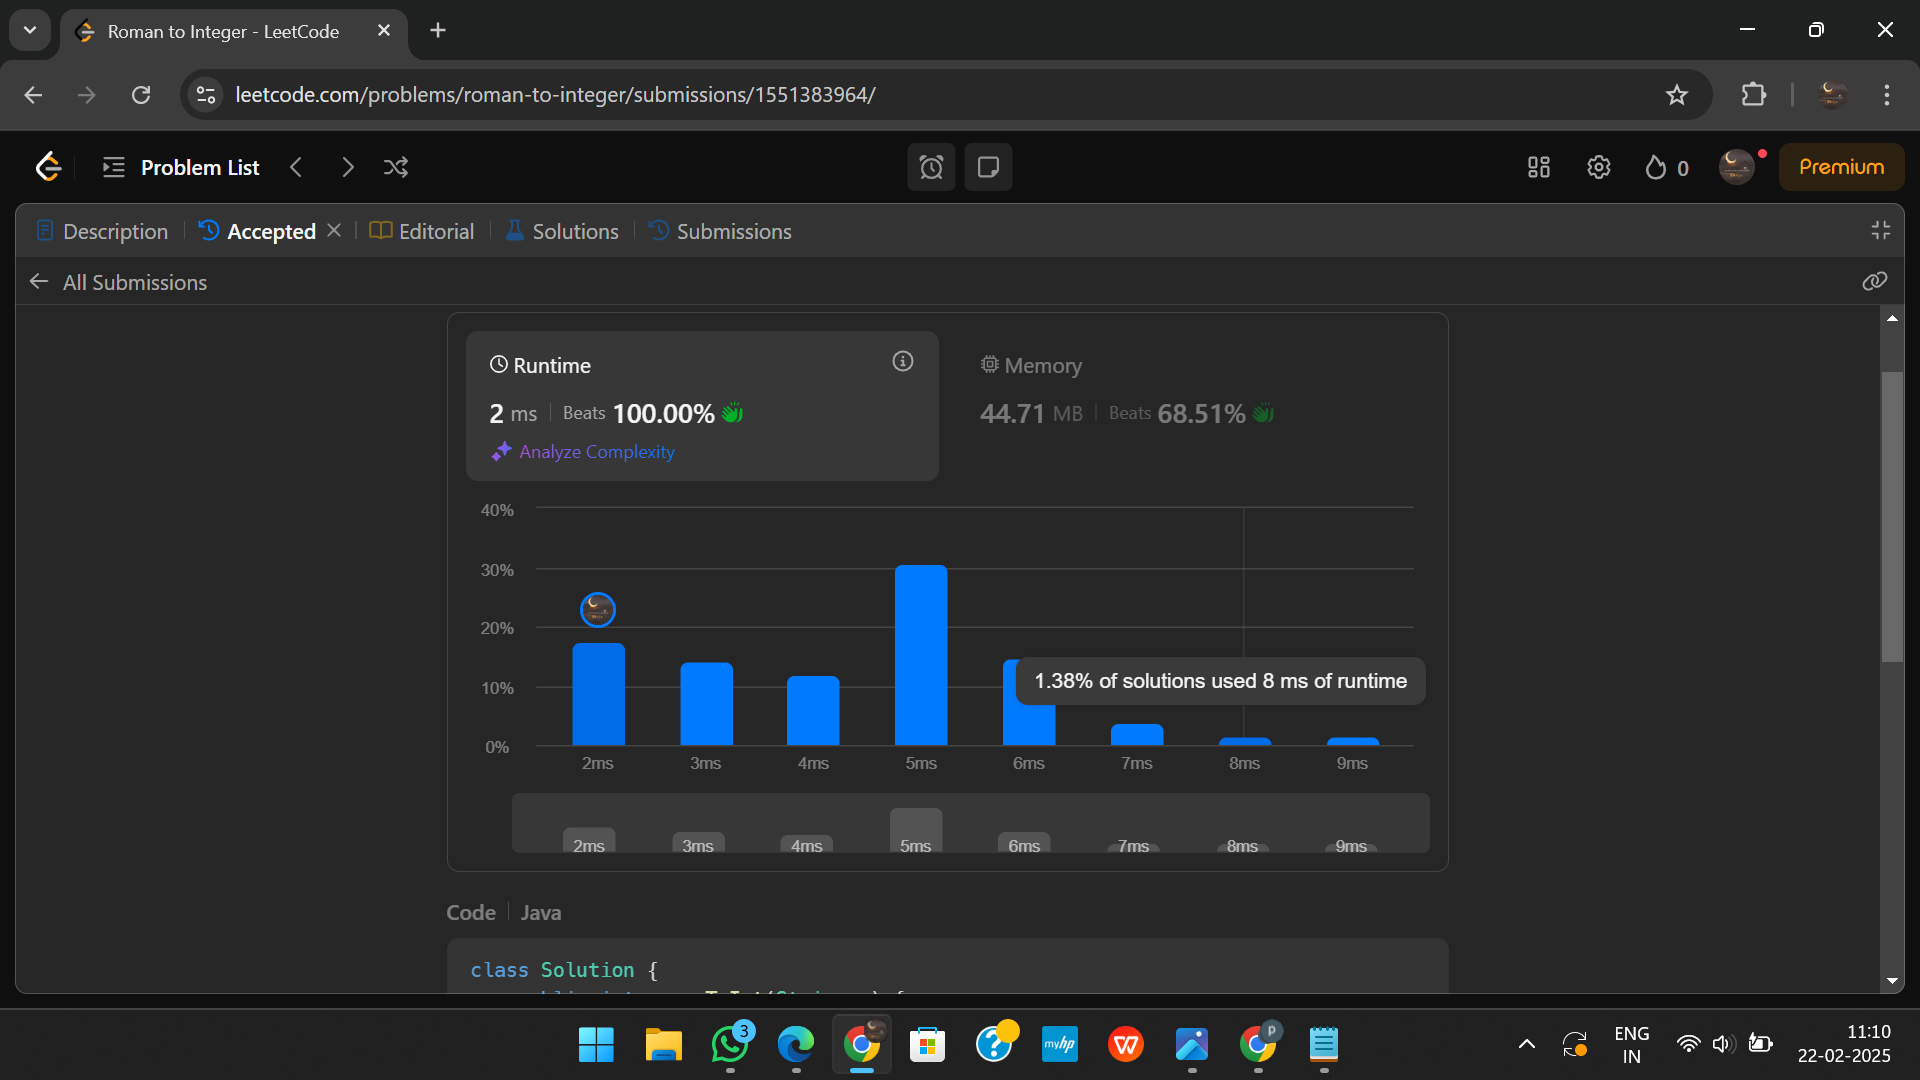 Roman to Integer - LeetCode
leetcode.com/problems/roman-to-integer/submissions/1551383964/
Problem List
0
Premium
Description
Accepted
Editorial
Solutions
Submissions
All Submissions
Runtime
2 ms
Beats 100.00%
Analyze Complexity
Memory
44.71 MB
Beats 68.51%
40%
30%
20%
10%
0%
1.38% of solutions used 8 ms of runtime
2ms 3ms 4ms 5ms 6ms 7ms 8ms 9ms
2ms 3ms 4ms 5ms 6ms 7ms 8ms 9ms
Code
Java
class Solution {
3
myhp
P
ENG
IN
11:10
22-02-2025